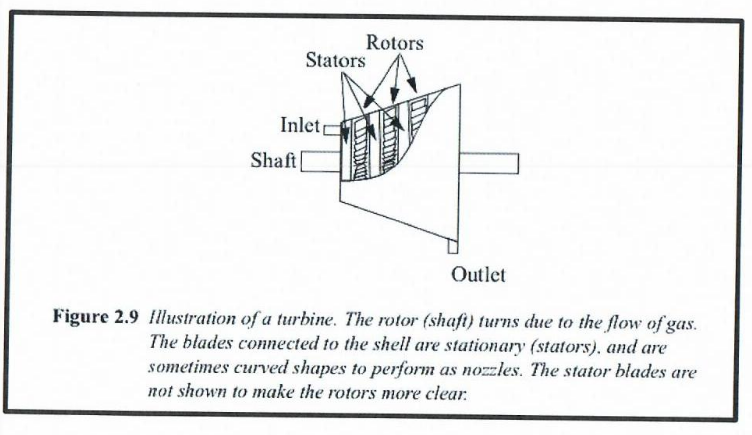 Rotors
Stators
Inlet
Shaft
Outlet
Figure 2.9 Illustration of a turbine. The rotor (shaft) turns due to the flow of gas.
The blades connected to the shell are stationary (stators), and are
sometimes curved shapes to perform as nozzles. The stator blades are
not shown to make the rotors more clear.